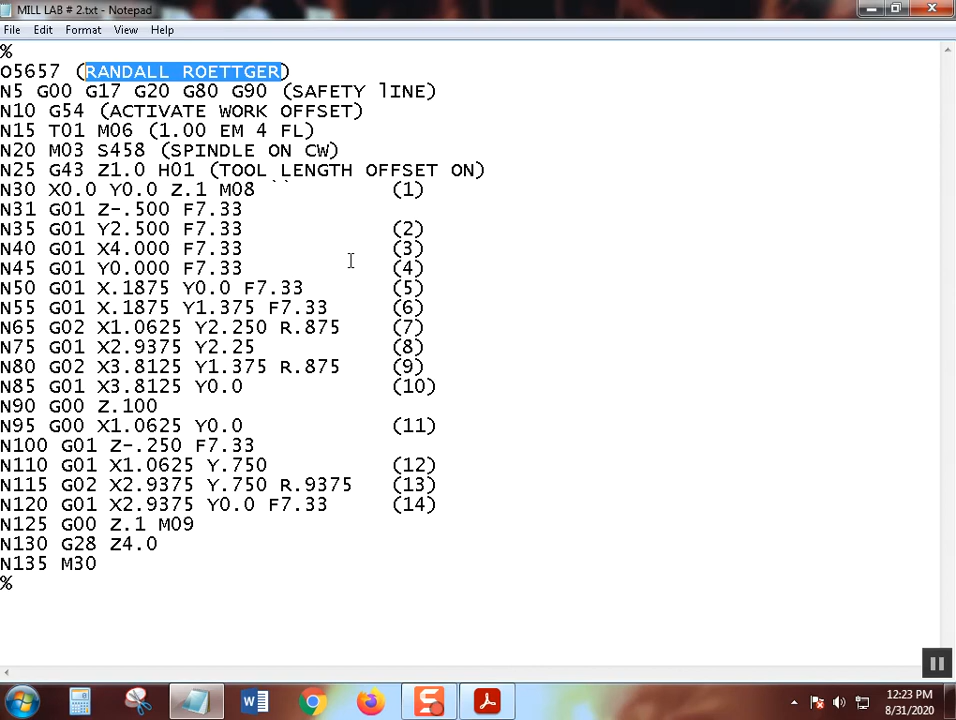 MILL LAB # 2.txt - Notepad
File Edit Format View Help
%
O5657 (RANDALL ROETTGER)
N5 G00 G17 G20 G80 G90 (SAFETY lINE)
N10 G54 (ACTIVATE WORK OFFSET)
N15 T01 M06 (1.00 EM 4 FL)
N20 M03 S458 (SPINDLE ON CW)
N25 G43 Z1.0 H01 (TOOL LENGTH OFFSET ON)
N30 X0.0 Y0.0 Z.1 M08 `` (1)
N31 G01 Z-.500 F7.33
N35 G01 Y2.500 F7.33 (2)
N40 G01 X4.000 F7.33 (3)
N45 G01 Y0.000 F7.33 (4)
N50 G01 X.1875 Y0.0 F7.33 (5)
N55 G01 X.1875 Y1.375 F7.33 (6)
N65 G02 X1.0625 Y2.250 R.875 (7)
N75 G01 X2.9375 Y2.25 (8)
N80 G02 X3.8125 Y1.375 R.875 (9)
N85 G01 X3.8125 Y0.0 (10)
N90 G00 Z.100
N95 G00 X1.0625 Y0.0 (11)
N100 G01 Z-.250 F7.33
N110 G01 X1.0625 Y.750 (12)
N115 G02 X2.9375 Y.750 R.9375 (13)
N120 G01 X2.9375 Y0.0 F7.33 (14)
N125 G00 Z.1 M09
N130 G28 Z4.0
N135 M30
%
12:23 PM
8/31/2020